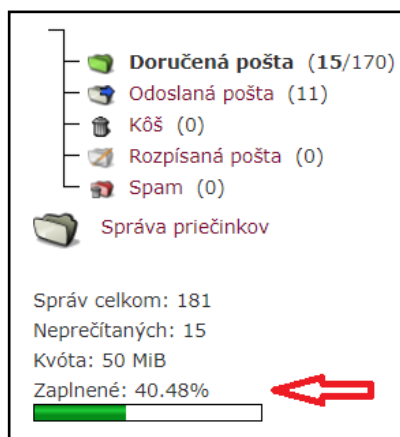 Doručená pošta (15/170)
Odoslaná pošta (11)
Kôš (0)
Rozpísaná pošta (0)
Spam (0)
Správa priečinkov
Správ celkom: 181
Neprečítaných: 15
Kvóta: 50 MiB
Zaplnené: 40.48%